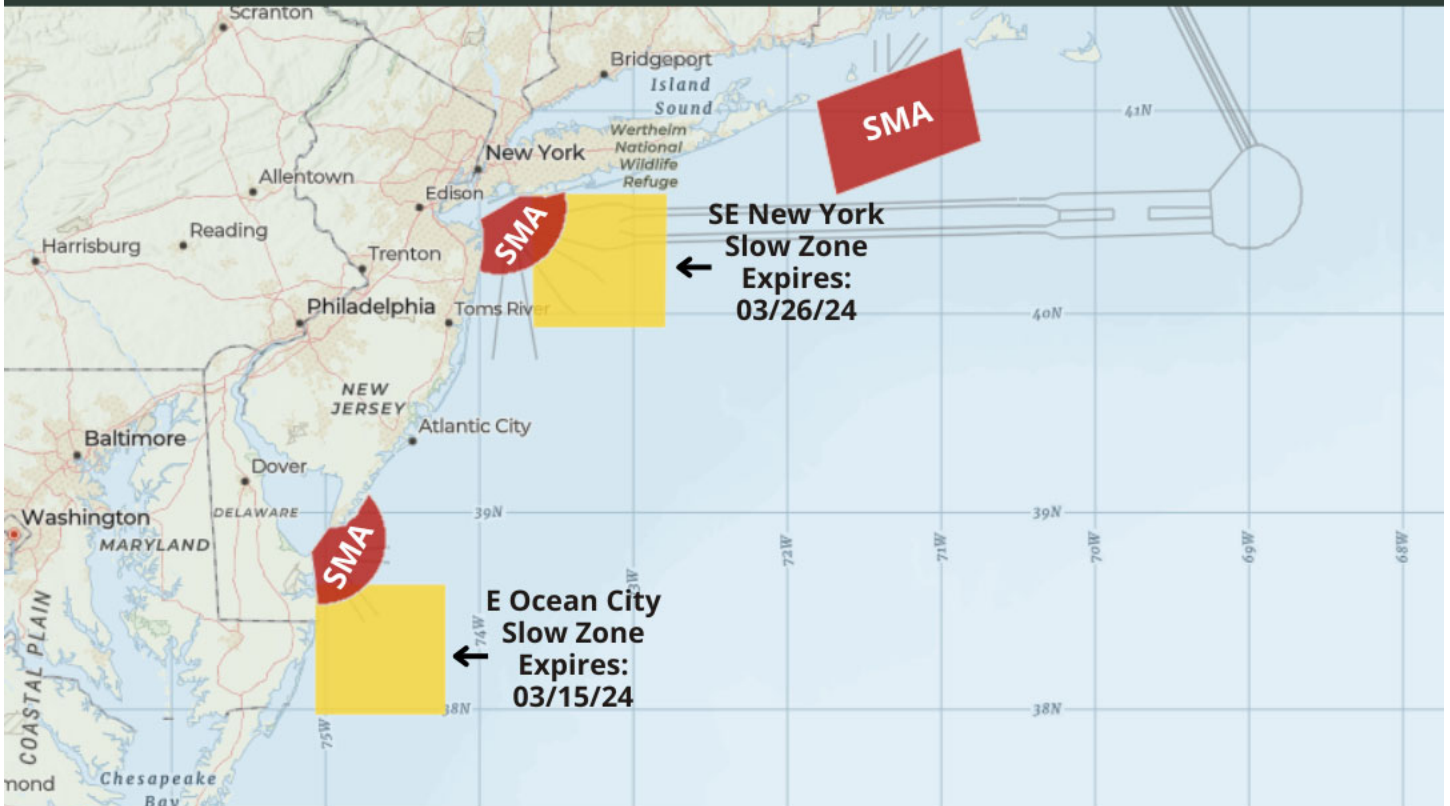 Scranton
Bridgeport
Island
Sound
SMA
41N
Wertheim
National
Wildlife
Refuge
New York
Allentown
Edison
SMA
SE New York
Slow Zone
Expires:
03/26/24
Reading
Harrisburg
Trenton
Philadelphia
Toms River
40N
NEW
JERSEY
Atlantic City
Baltimore
Dover
DELAWARE
39N
39N
Washington
MARYLAND
SMA
72W
71W
70W
69W
68W
E Ocean City
Slow Zone
Expires:
03/15/24
74W
38N
38N
75W
COASTAL PLAIN
Chesapeake
Bay